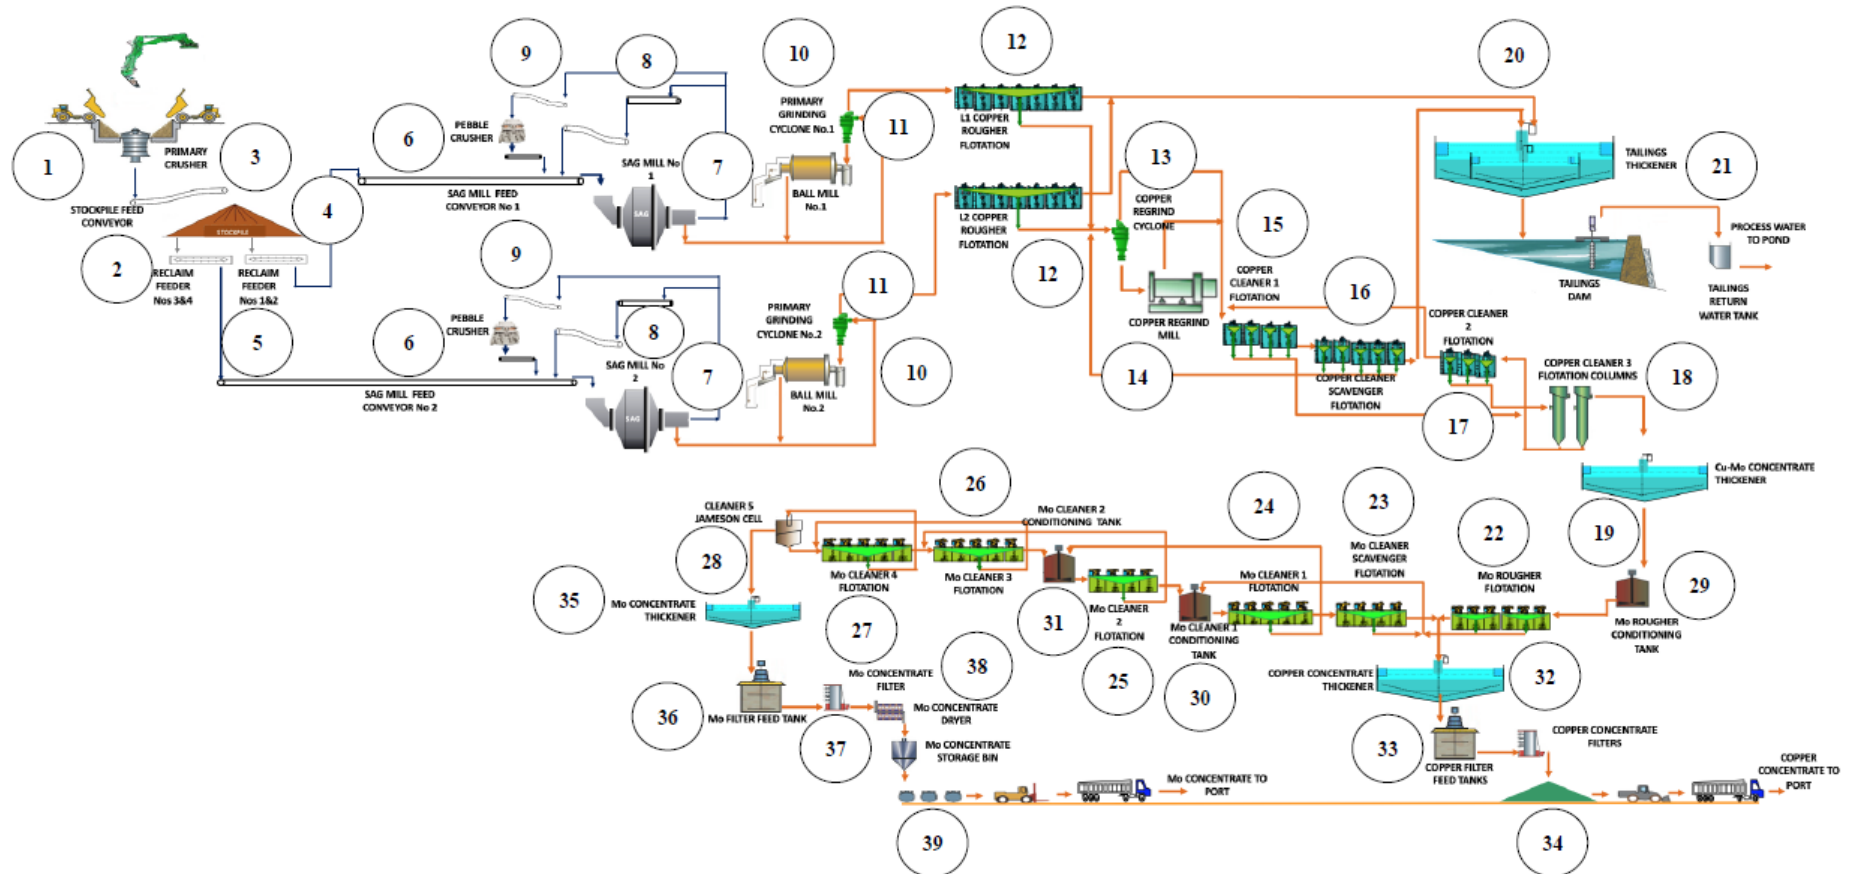 1
PRIMARY
CRUSHER
3
STOCKPILE FEED
CONVEYOR
STOCKPILE
4
2
RECLAIM
FEEDER
Nos 3&4
RECLAIM
FEEDER
Nos 1&2
5
6
SAG MILL FEED
CONVEYOR No 1
9
8
PEBBLE
CRUSHER
SAG MILL No
1
SAG
7
10
PRIMARY
GRINDING
CYCLONE No.1
11
BALL MILL
No.1
6
SAG MILL FEED
CONVEYOR No 2
9
8
PEBBLE
CRUSHER
SAG MILL No
2
SAG
7
PRIMARY
GRINDING
CYCLONE No.2
11
10
BALL MILL
No.2
12
L1 COPPER
ROUGHER
FLOTATION
L2 COPPER
ROUGHER
FLOTATION
12
13
COPPER
REGRIND
CYCLONE
COPPER REGRIND
MILL
14
15
COPPER
CLEANER 1
FLOTATION
16
COPPER CLEANER
SCAVENGER
FLOTATION
COPPER CLEANER
2
FLOTATION
17
COPPER CLEANER 3
FLOTATION COLUMNS
18
20
TAILINGS
THICKENER
21
TAILINGS
DAM
PROCESS WATER
TO POND
TAILINGS
RETURN
WATER TANK
Cu-Mo CONCENTRATE
THICKENER
19
29
Mo ROUGHER
CONDITIONING
TANK
22
Mo ROUGHER
FLOTATION
23
Mo CLEANER
SCAVENGER
FLOTATION
24
Mo CLEANER 1
FLOTATION
Mo CLEANER 1
CONDITIONING
TANK
30
Mo CLEANER
2
FLOTATION
25
Mo CLEANER 2
CONDITIONING TANK
31
26
Mo CLEANER 3
FLOTATION
Mo CLEANER 4
FLOTATION
27
CLEANER 5
JAMESON CELL
28
35
Mo CONCENTRATE
THICKENER
36
Mo FILTER FEED TANK
37
Mo CONCENTRATE
FILTER
38
Mo CONCENTRATE
DRYER
Mo CONCENTRATE
STORAGE BIN
39
Mo CONCENTRATE TO
PORT
COPPER CONCENTRATE
THICKENER
32
33
COPPER FILTER
FEED TANKS
COPPER CONCENTRATE
FILTERS
34
COPPER
CONCENTRATE TO
PORT